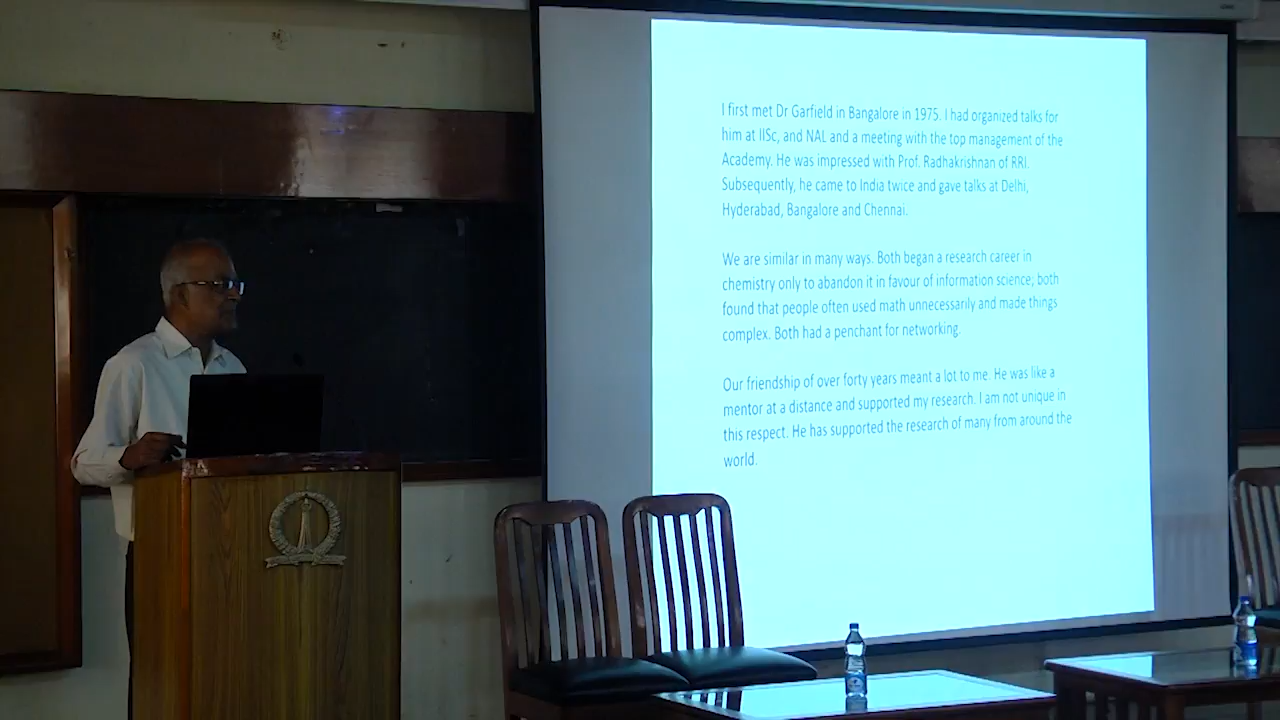 I first met Dr Garfield in Bangalore in 1975. I had organized talks for
him at IISc, and NAL and a meeting with the top management of the
Academy. He was impressed with Prof. Radhakrishnan of RRI.
Subsequently, he came to India twice and gave talks at Delhi,
Hyderabad, Bangalore and Chennai.
We are similar in many ways. Both began a research career in
chemistry only to abandon it in favour of information science; both
found that people often used math unnecessarily and made things
complex. Both had a penchant for networking.
Our friendship of over forty years meant a lot to me. He was like a
mentor at a distance and supported my research. I am not unique in
this respect. He has supported the research of many from around the
world.